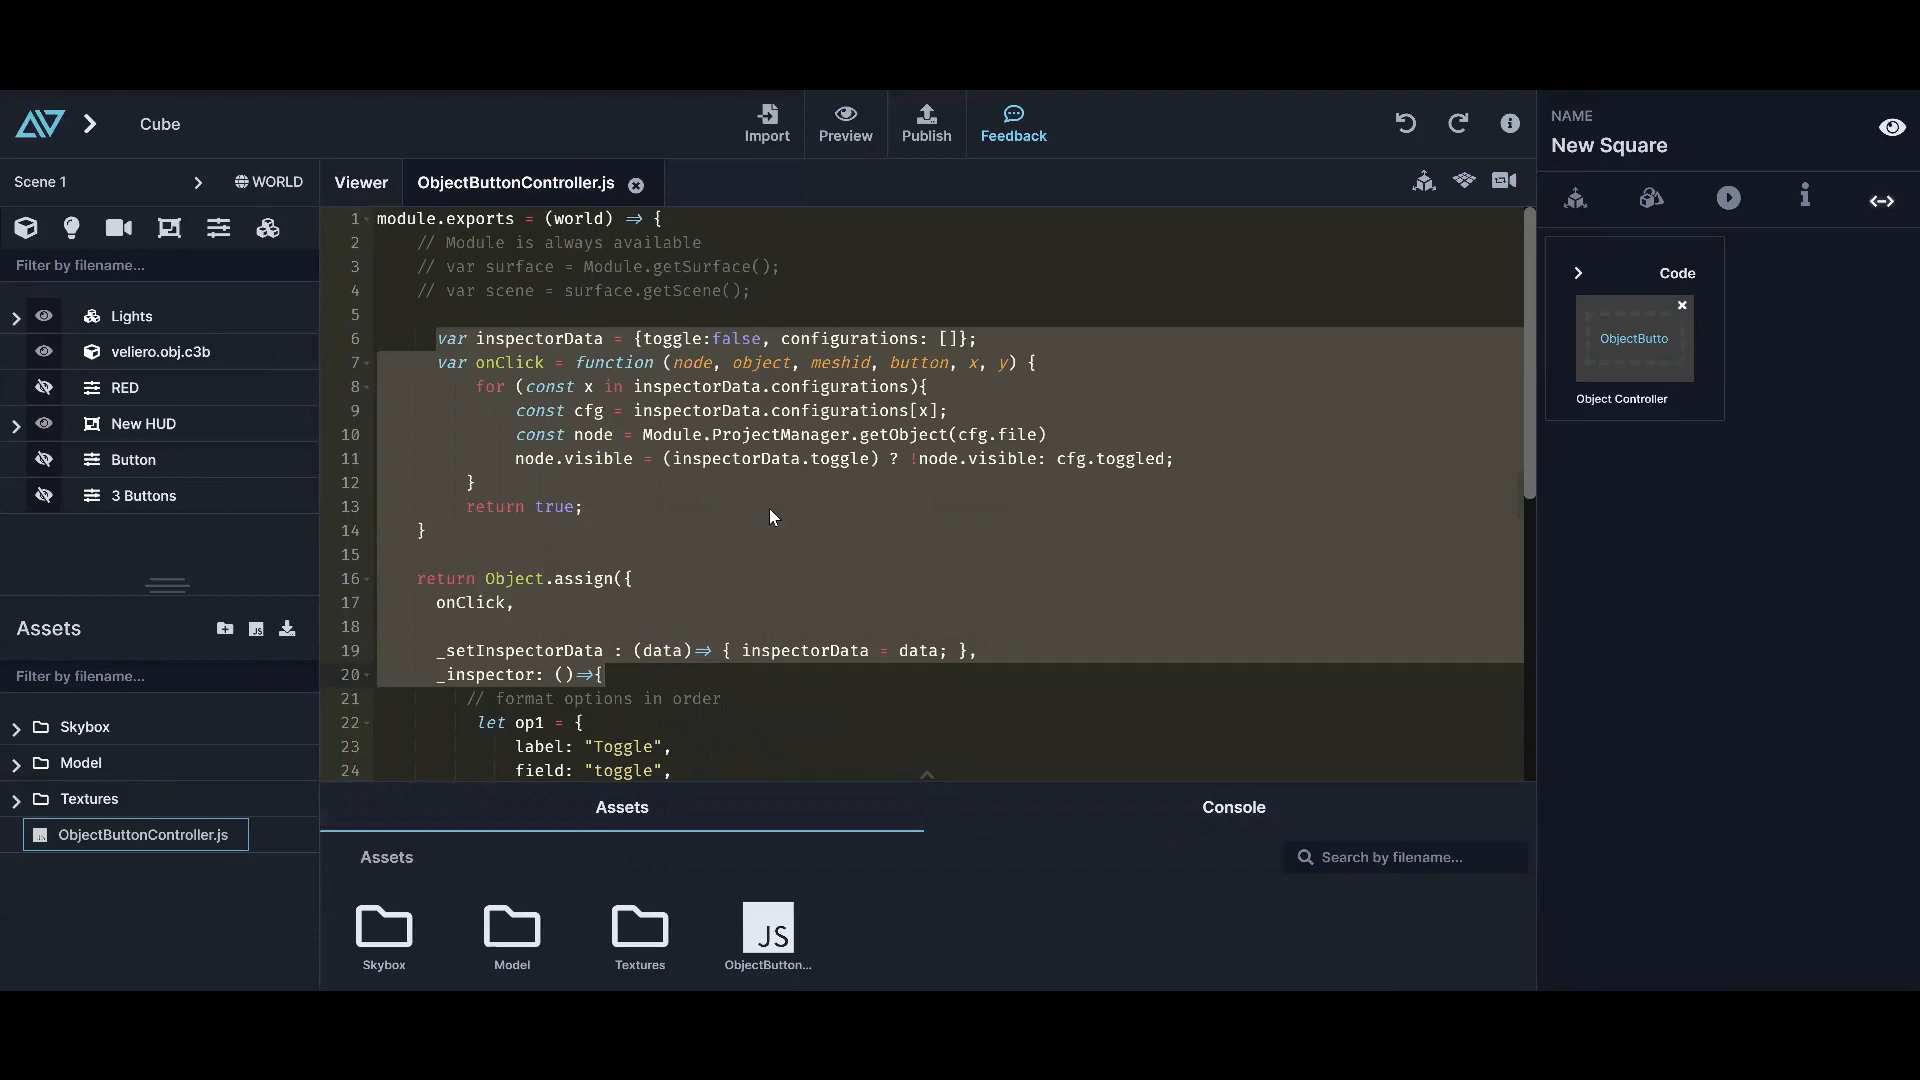 Cube
Import
Preview
Publish
Feedback
NAME
New Square
Scene 1
WORLD
Viewer
ObjectButtonController.js
Filter by filename...
Lights
veliero.obj.c3b
RED
New HUD
Button
3 Buttons
Assets
Filter by filename...
Skybox
Model
Textures
ObjectButtonController.js
1 module.exports = (world) => {
2 // Module is always available
3 // var surface = Module.getSurface();
4 // var scene = surface.getScene();
5
6 var inspectorData = {toggle:false, configurations: []};
7 var onClick = function (node, object, meshid, button, x, y) {
8 for (const x in inspectorData.configurations){
9 const cfg = inspectorData.configurations[x];
10 const node = Module.ProjectManager.getObject(cfg.file)
11 node.visible = (inspectorData.toggle) ? !node.visible: cfg.toggled;
12 }
13 return true;
14 }
15
16 return Object.assign({
17 onClick,
18
19 _setInspectorData : (data)=> { inspectorData = data; },
20 _inspector: ()=>{
21 // format options in order
22 let op1 = {
23 label: "Toggle",
24 field: "toggle",
Assets
Console
Assets
Search by filename...
Skybox
Model
Textures
JS
ObjectButton...
Code
ObjectButto
Object Controller